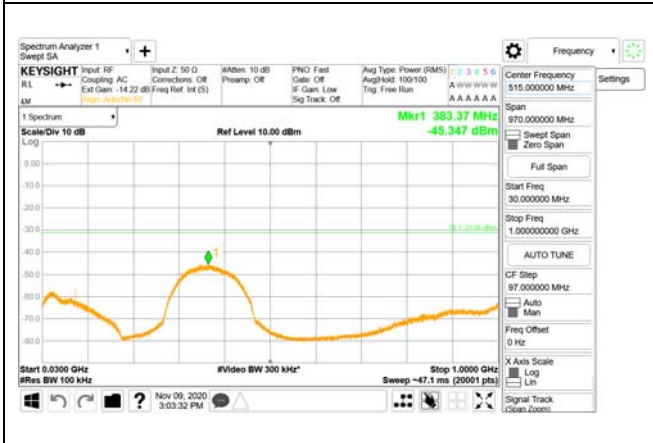 Spectrum Analyzer 1
Swept SA
+
Frequency
KEYSIGHT Input: RF Input Z: 50 Ω #Atten: 10 dB PNO: Fast Avg Type: Power (RMS) 1 2 3 4 5 6
RL Coupling: AC Corrections: Off Preamp: Off Gate: Off Avg|Hold: 100/100 A W W W W W
Ext Gain: -14.22 dB Freq Ref: Int (S) IF Gain: Low Trig: Free Run
Align: Auto/No RF Sig Track: Off A A A A A A
1 Spectrum
Mkr1 383.37 MHz
Scale/Div 10 dB Ref Level 10.00 dBm -45.347 dBm
Log
0.00
-10.0
-20.0
-30.0
-40.0
1
-50.0
-60.0
-70.0
-80.0
Start 0.0300 GHz #Video BW 300 kHz* Stop 1.0000 GHz
#Res BW 100 kHz Sweep ~47.1 ms (20001 pts)
? Nov 09, 2020
3:03:32 PM
Center Frequency
515.000000 MHz
Settings
Span
970.000000 MHz
Swept Span
Zero Span
Full Span
Start Freq
30.000000 MHz
Stop Freq
1.000000000 GHz
AUTO TUNE
CF Step
97.000000 MHz
Auto
Man
Freq Offset
0 Hz
X Axis Scale
Log
Lin
Signal Track
(Span Zoom)